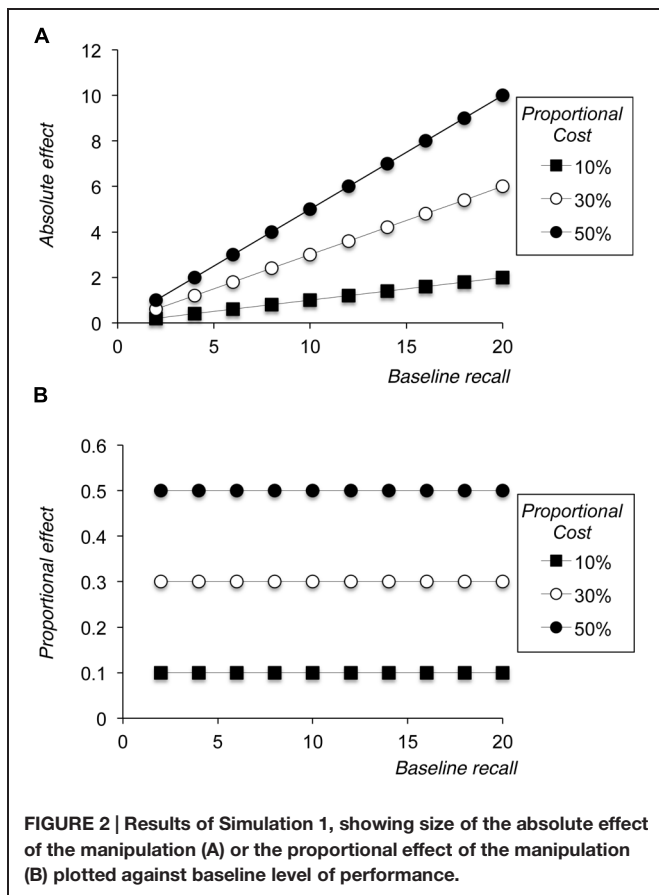 A
12
10
8
6
4
2
0
Absolute effect
0 5 10 15 20
Baseline recall
Proportional
Cost
10%
30%
50%
B
0.6
0.5
0.4
0.3
0.2
0.1
0
Proportional effect
0 5 10 15 20
Baseline recall
Proportional
Cost
10%
30%
50%
FIGURE 2 | Results of Simulation 1, showing size of the absolute effect
of the manipulation (A) or the proportional effect of the manipulation
(B) plotted against baseline level of performance.